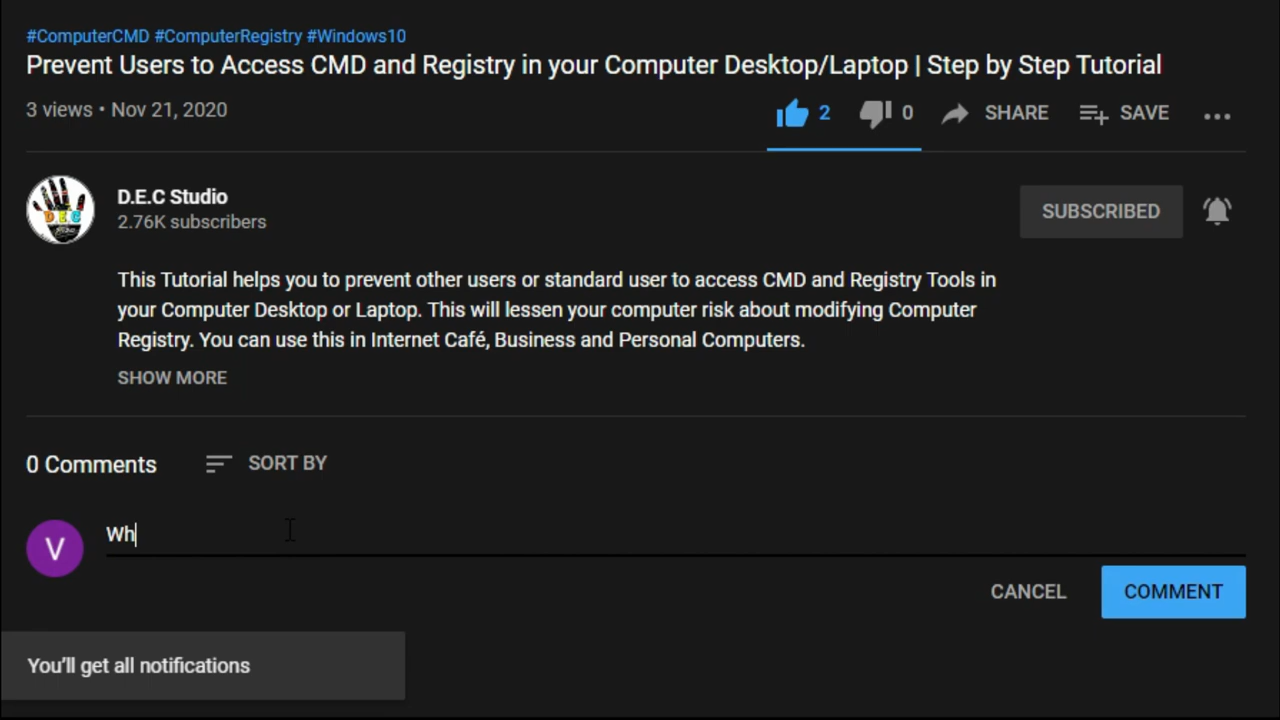 #ComputerCMD #ComputerRegistry #Windows10
Prevent Users to Access CMD and Registry in your Computer Desktop/Laptop | Step by Step Tutorial
3 views • Nov 21, 2020
2 0 SHARE SAVE ...
D.E.C Studio
2.76K subscribers
SUBSCRIBED
DEC
This Tutorial helps you to prevent other users or standard user to access CMD and Registry Tools in
your Computer Desktop or Laptop. This will lessen your computer risk about modifying Computer
Registry. You can use this in Internet Café, Business and Personal Computers.
SHOW MORE
0 Comments SORT BY
V
Wh
CANCEL COMMENT
You'll get all notifications